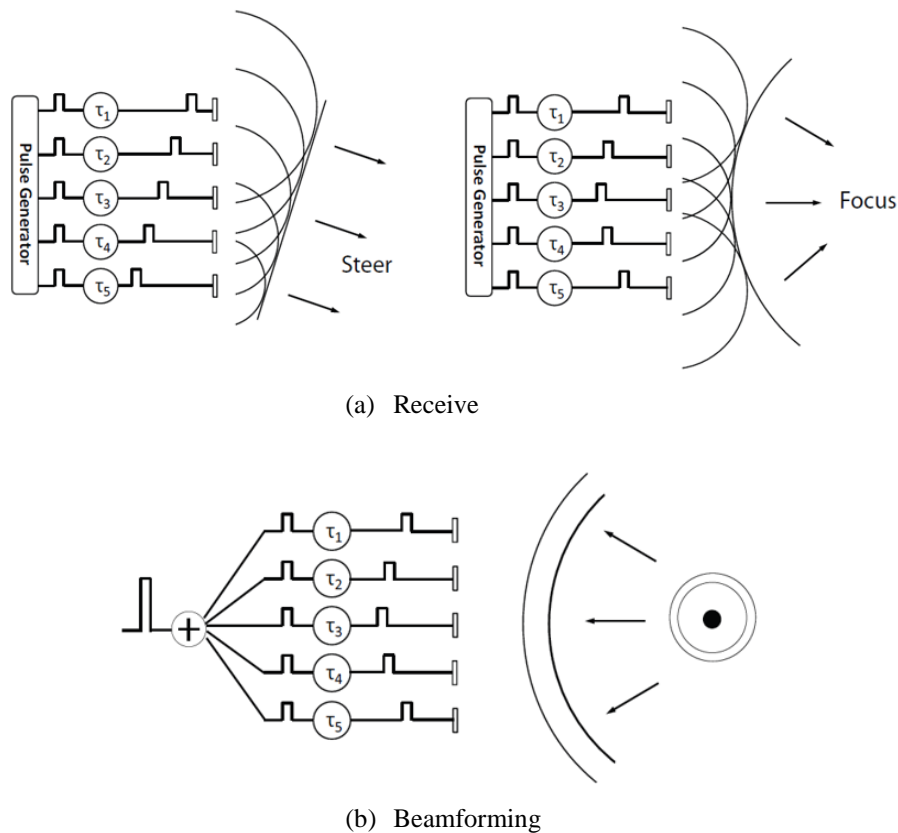 Pulse Generator
τ1
τ2
τ3
τ4
τ5
Steer
Pulse Generator
τ1
τ2
τ3
τ4
τ5
Focus
(a) Receive
τ1
τ2
τ3
τ4
τ5
+
(b) Beamforming